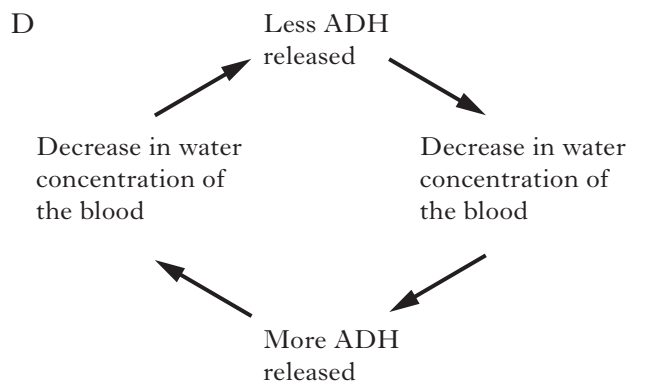 D
Less ADH
released
Decrease in water
concentration of
the blood
Decrease in water
concentration of
the blood
More ADH
released